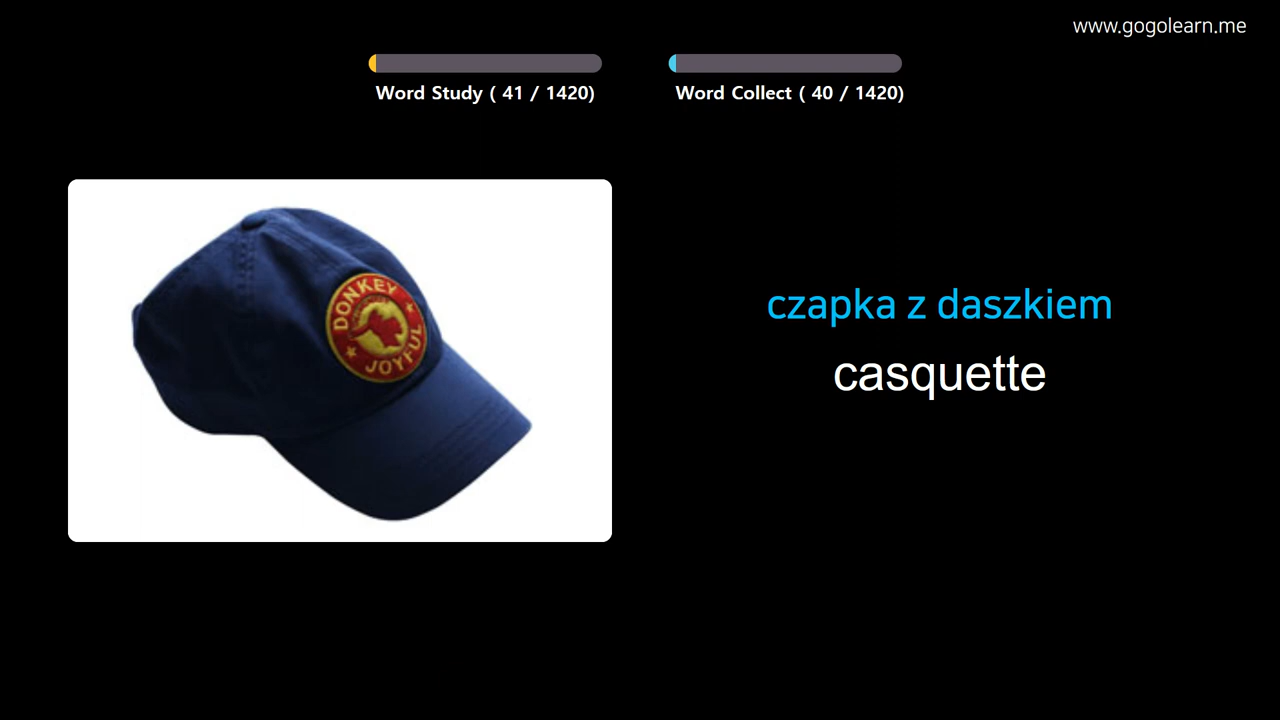 www.gogolearn.me
Word Study ( 41 / 1420)
Word Collect ( 40 / 1420)
DONKEY
JOYFUL
czapka z daszkiem
casquette